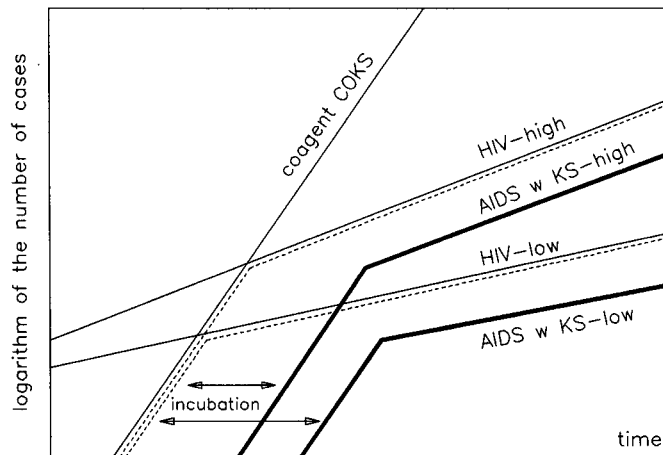 logarithm of the number of cases
coagent COKS
HIV-high
AIDS w KS-high
HIV-low
AIDS w KS-low
incubation
time